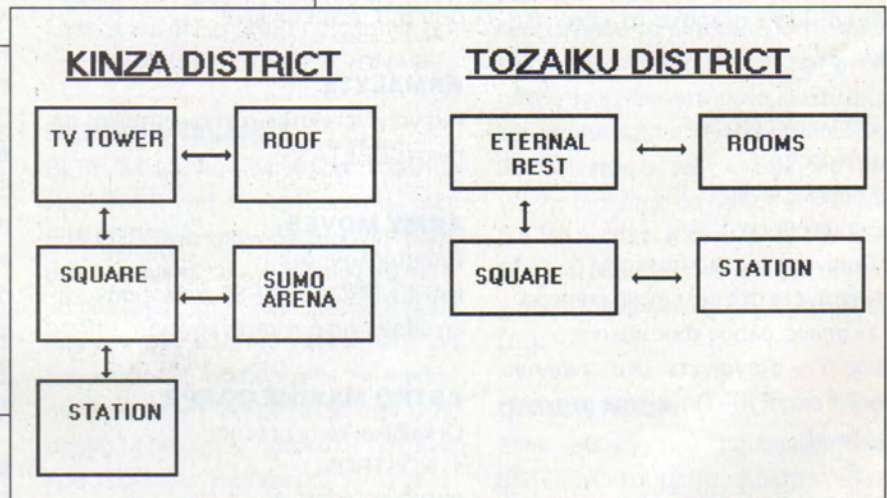 KINZA DISTRICT
TV TOWER
ROOF
SQUARE
SUMO
ARENA
STATION
TOZAIKU DISTRICT
ETERNAL
REST
ROOMS
SQUARE
STATION